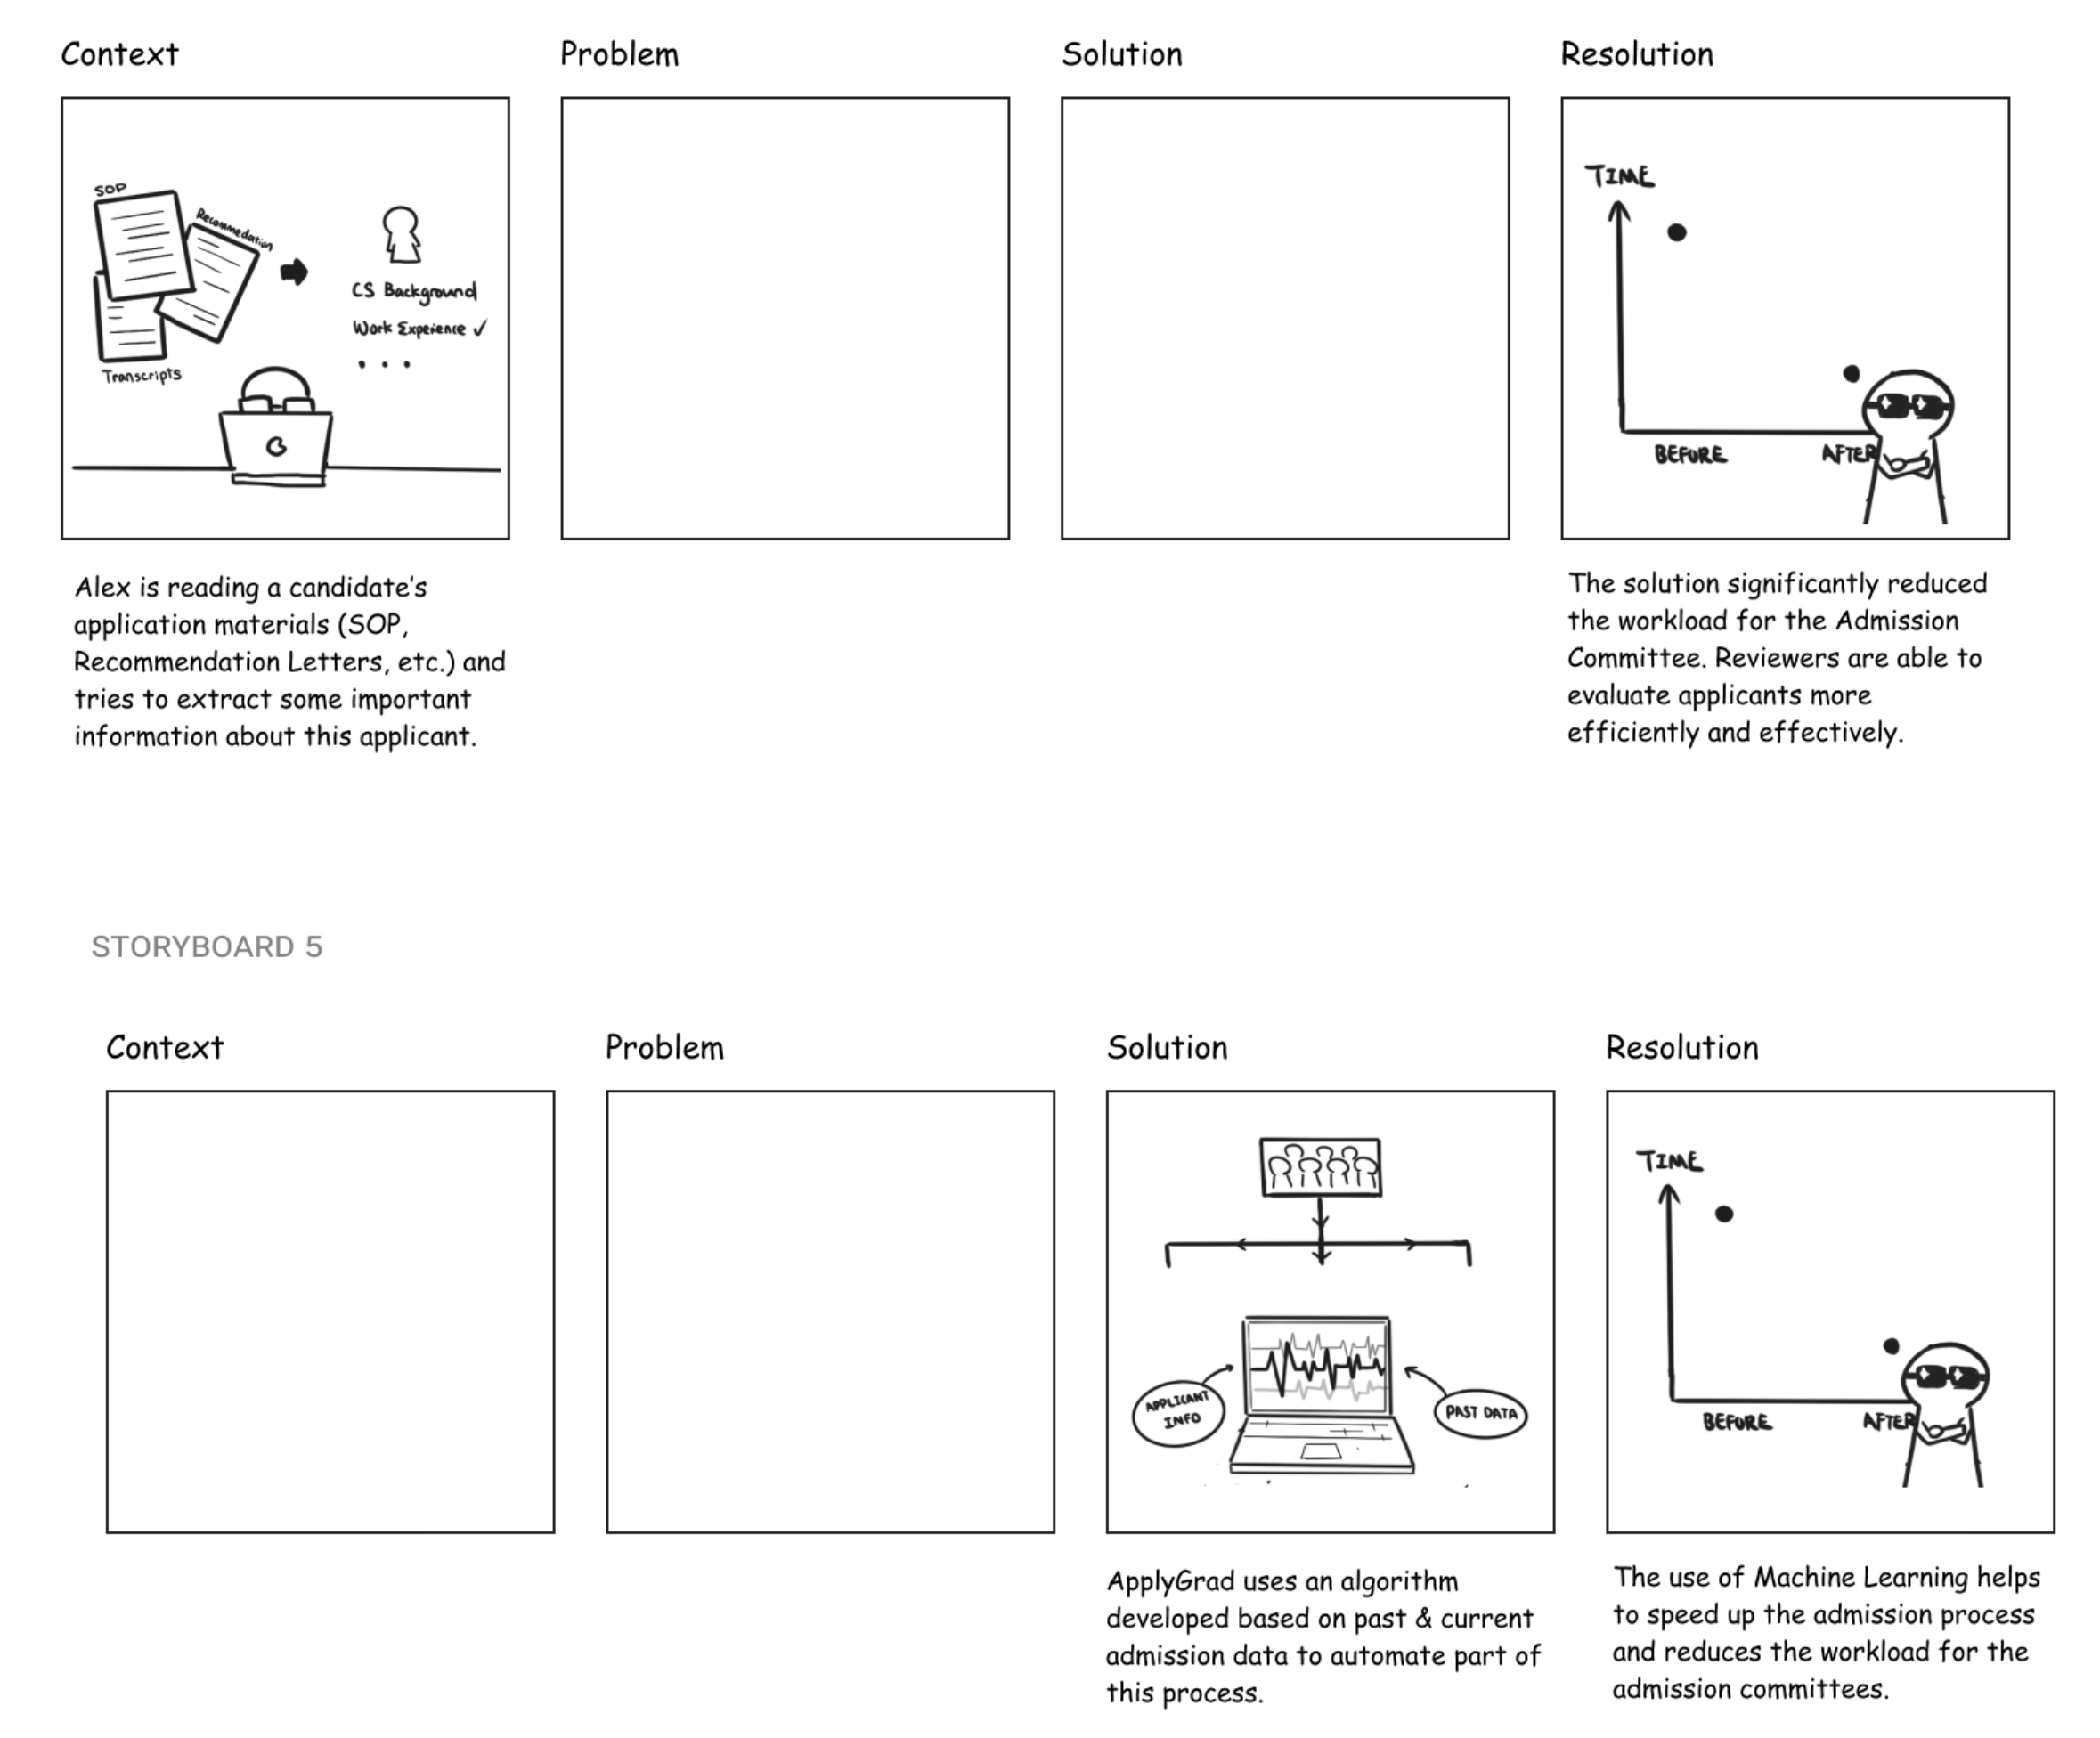 Context
Problem
Solution
Resolution
SOP
Recommedation
Transcripts
CS Background
Work Experience ✓
. . .
TIME
BEFORE
AFTER
Alex is reading a candidate's
application materials (SOP,
Recommendation Letters, etc.) and
tries to extract some important
information about this applicant.
The solution significantly reduced
the workload for the Admission
Committee. Reviewers are able to
evaluate applicants more
efficiently and effectively.
STORYBOARD 5
Context
Problem
Solution
Resolution
APPLICANT
INFO
PAST DATA
TIME
BEFORE
AFTER
ApplyGrad uses an algorithm
developed based on past & current
admission data to automate part of
this process.
The use of Machine Learning helps
to speed up the admission process
and reduces the workload for the
admission committees.